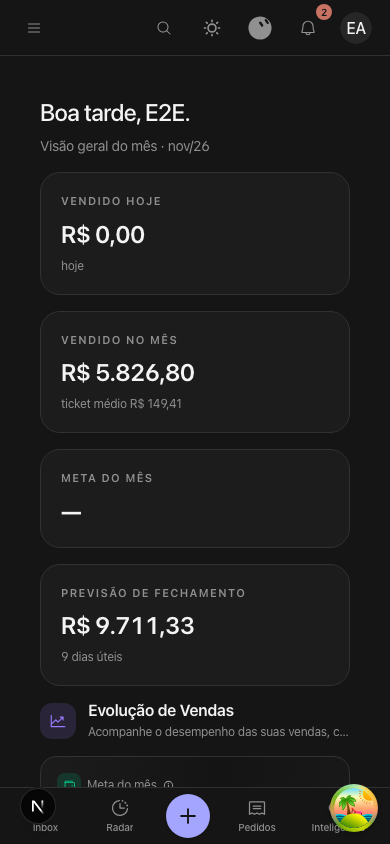 2
EA
Boa tarde, E2E.
Visão geral do mês · nov/26
VENDIDO HOJE
R$ 0,00
hoje
VENDIDO NO MÊS
R$ 5.826,80
ticket médio R$ 149,41
META DO MÊS
—
PREVISÃO DE FECHAMENTO
R$ 9.711,33
9 dias úteis
Evolução de Vendas
Acompanhe o desempenho das suas vendas, c...
Meta do mês
N
Inbox
Radar
Pedidos